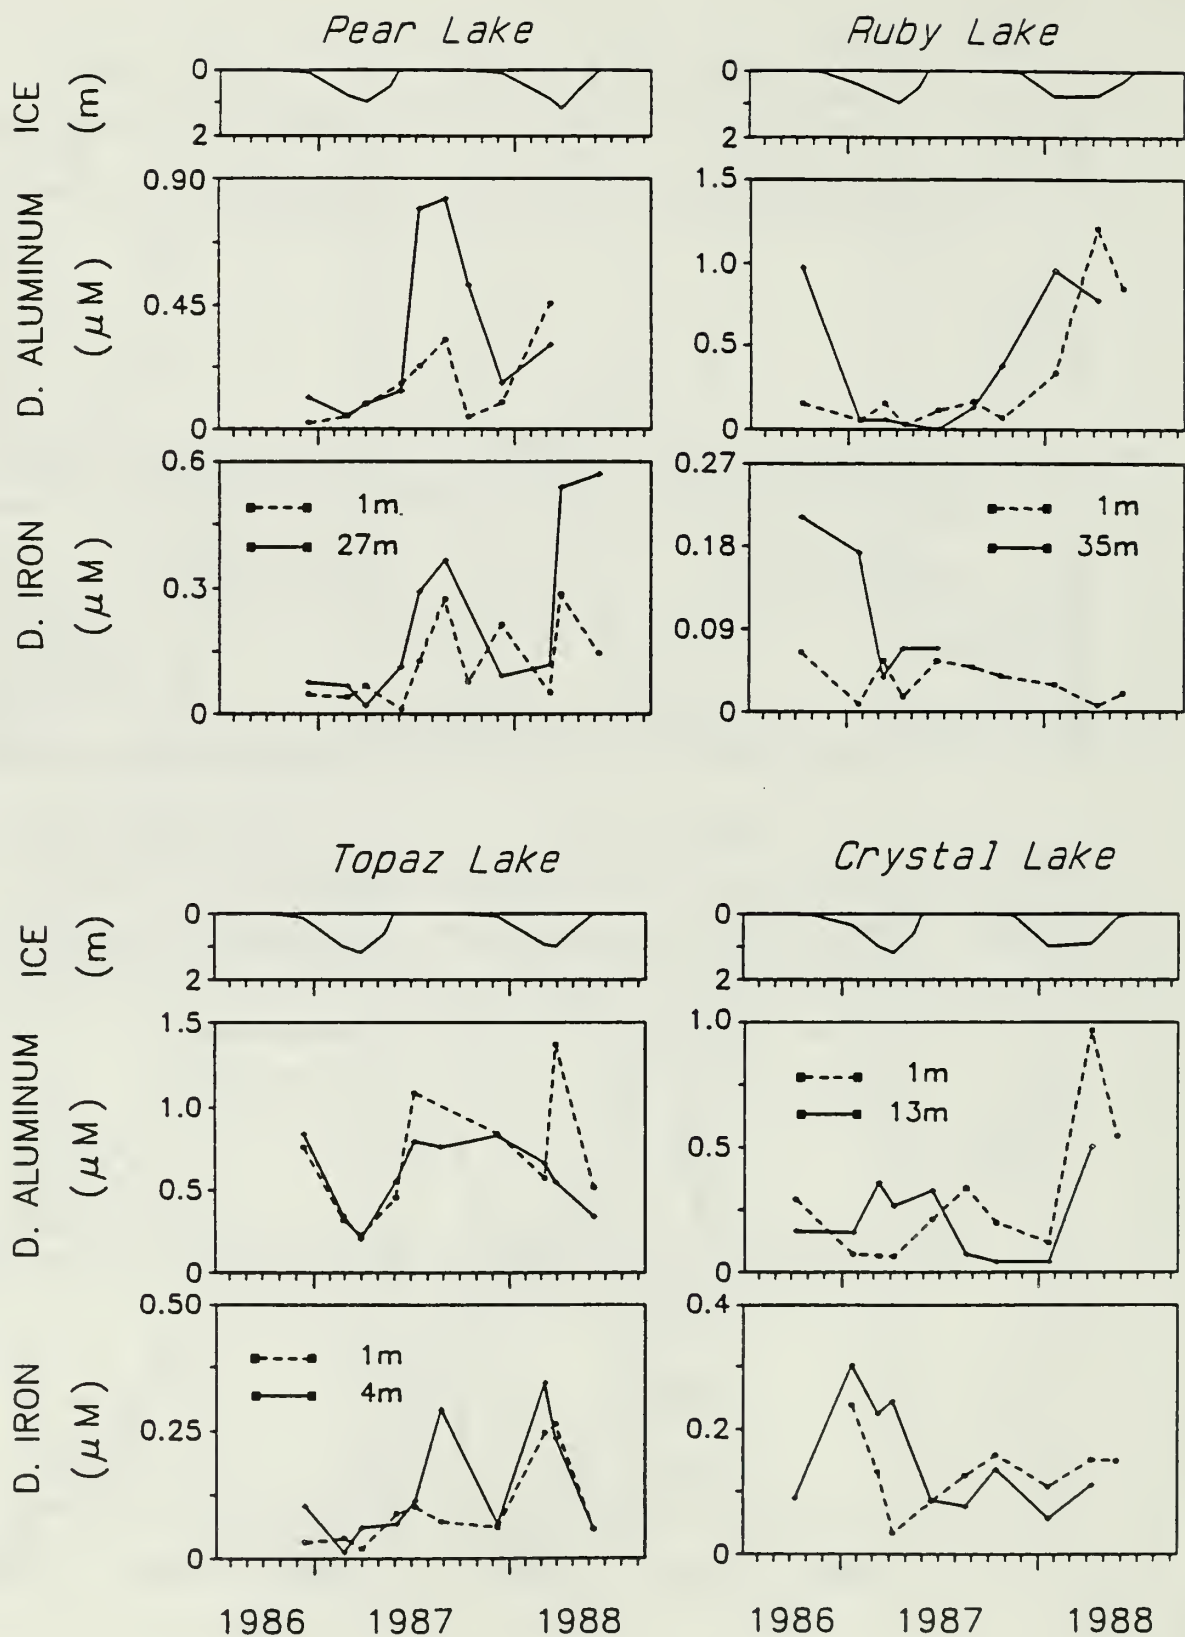 Pear Lake
Ruby Lake
ICE
(m)
0
2
0
2
D. ALUMINUM
(μM)
0.90
0.45
0
1.5
1.0
0.5
0
D. IRON
(μM)
0.6
0.3
0
1m
27m
0.27
0.18
0.09
0
1m
35m
Topaz Lake
Crystal Lake
ICE
(m)
0
2
0
2
D. ALUMINUM
(μM)
1.5
1.0
0.5
0
1.0
0.5
0
1m
13m
D. IRON
(μM)
0.50
0.25
0
1m
4m
0.4
0.2
0
1986 1987 1988
1986 1987 1988